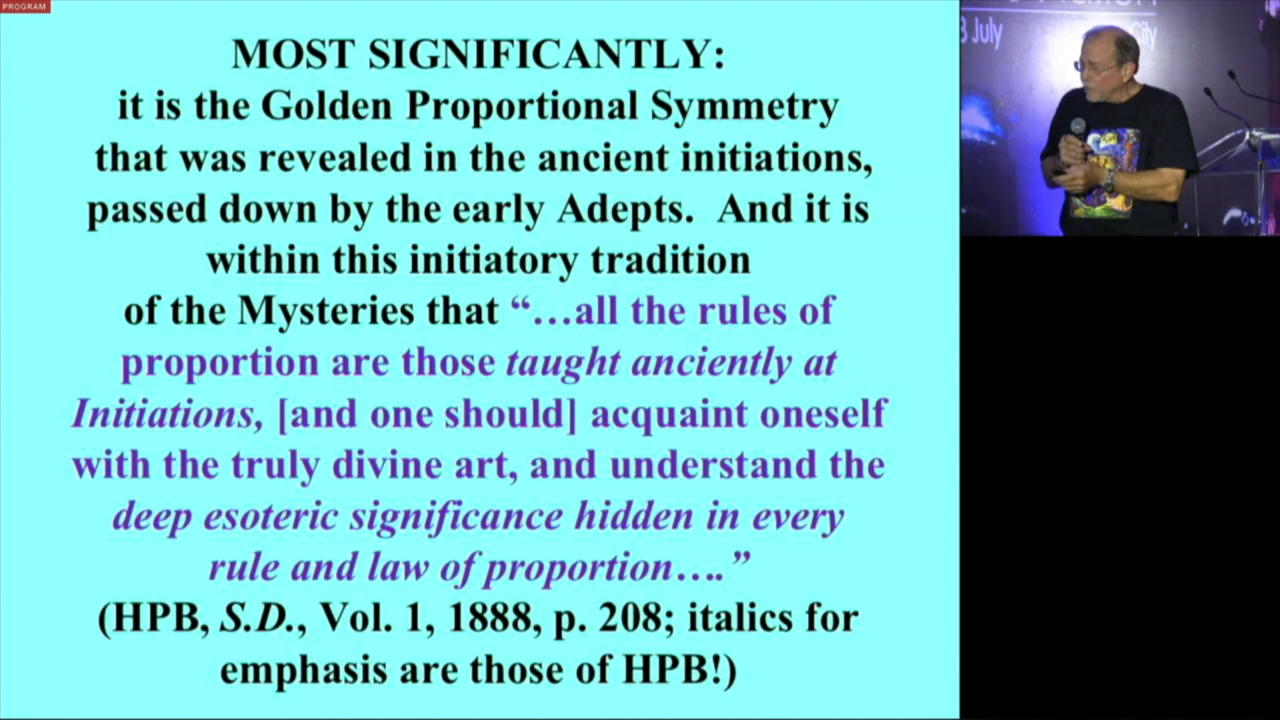 PROGRAM
MOST SIGNIFICANTLY:
it is the Golden Proportional Symmetry
that was revealed in the ancient initiations,
passed down by the early Adepts. And it is
within this initiatory tradition
of the Mysteries that “…all the rules of
proportion are those taught anciently at
Initiations, [and one should] acquaint oneself
with the truly divine art, and understand the
deep esoteric significance hidden in every
rule and law of proportion….”
(HPB, S.D., Vol. 1, 1888, p. 208; italics for
emphasis are those of HPB!)
July
City